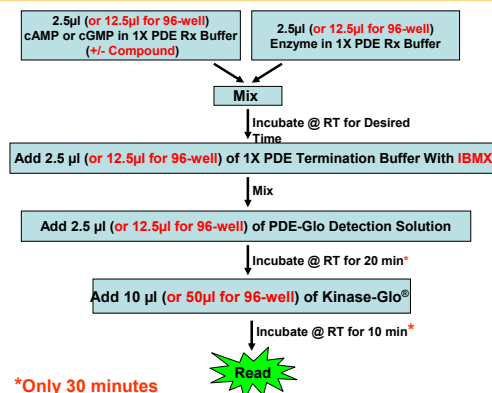 2.5µl (or 12.5µl for 96-well)
cAMP or cGMP in 1X PDE Rx Buffer
(+/- Compound)
2.5µl (or 12.5µl for 96-well)
Enzyme in 1X PDE Rx Buffer
Mix
Incubate @ RT for Desired
Time
Add 2.5 µl (or 12.5µl for 96-well) of 1X PDE Termination Buffer With IBMX
Mix
Add 2.5 µl (or 12.5µl for 96-well) of PDE-Glo Detection Solution
Incubate @ RT for 20 min*
Add 10 µl (or 50µl for 96-well) of Kinase-Glo®
Incubate @ RT for 10 min*
Read
*Only 30 minutes